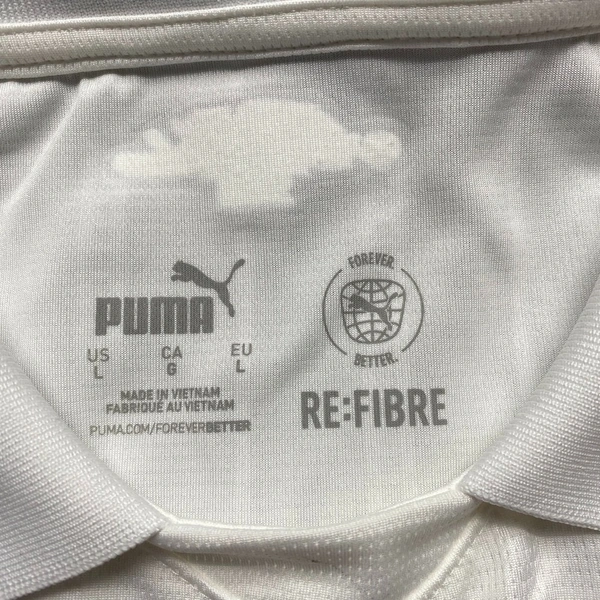 PUMA
US CA EU
L G L
MADE IN VIETNAM
FABRIQUÉ AU VIETNAM
PUMA.COM/FOREVERBETTER
FOREVER.
BETTER.
RE:FIBRE